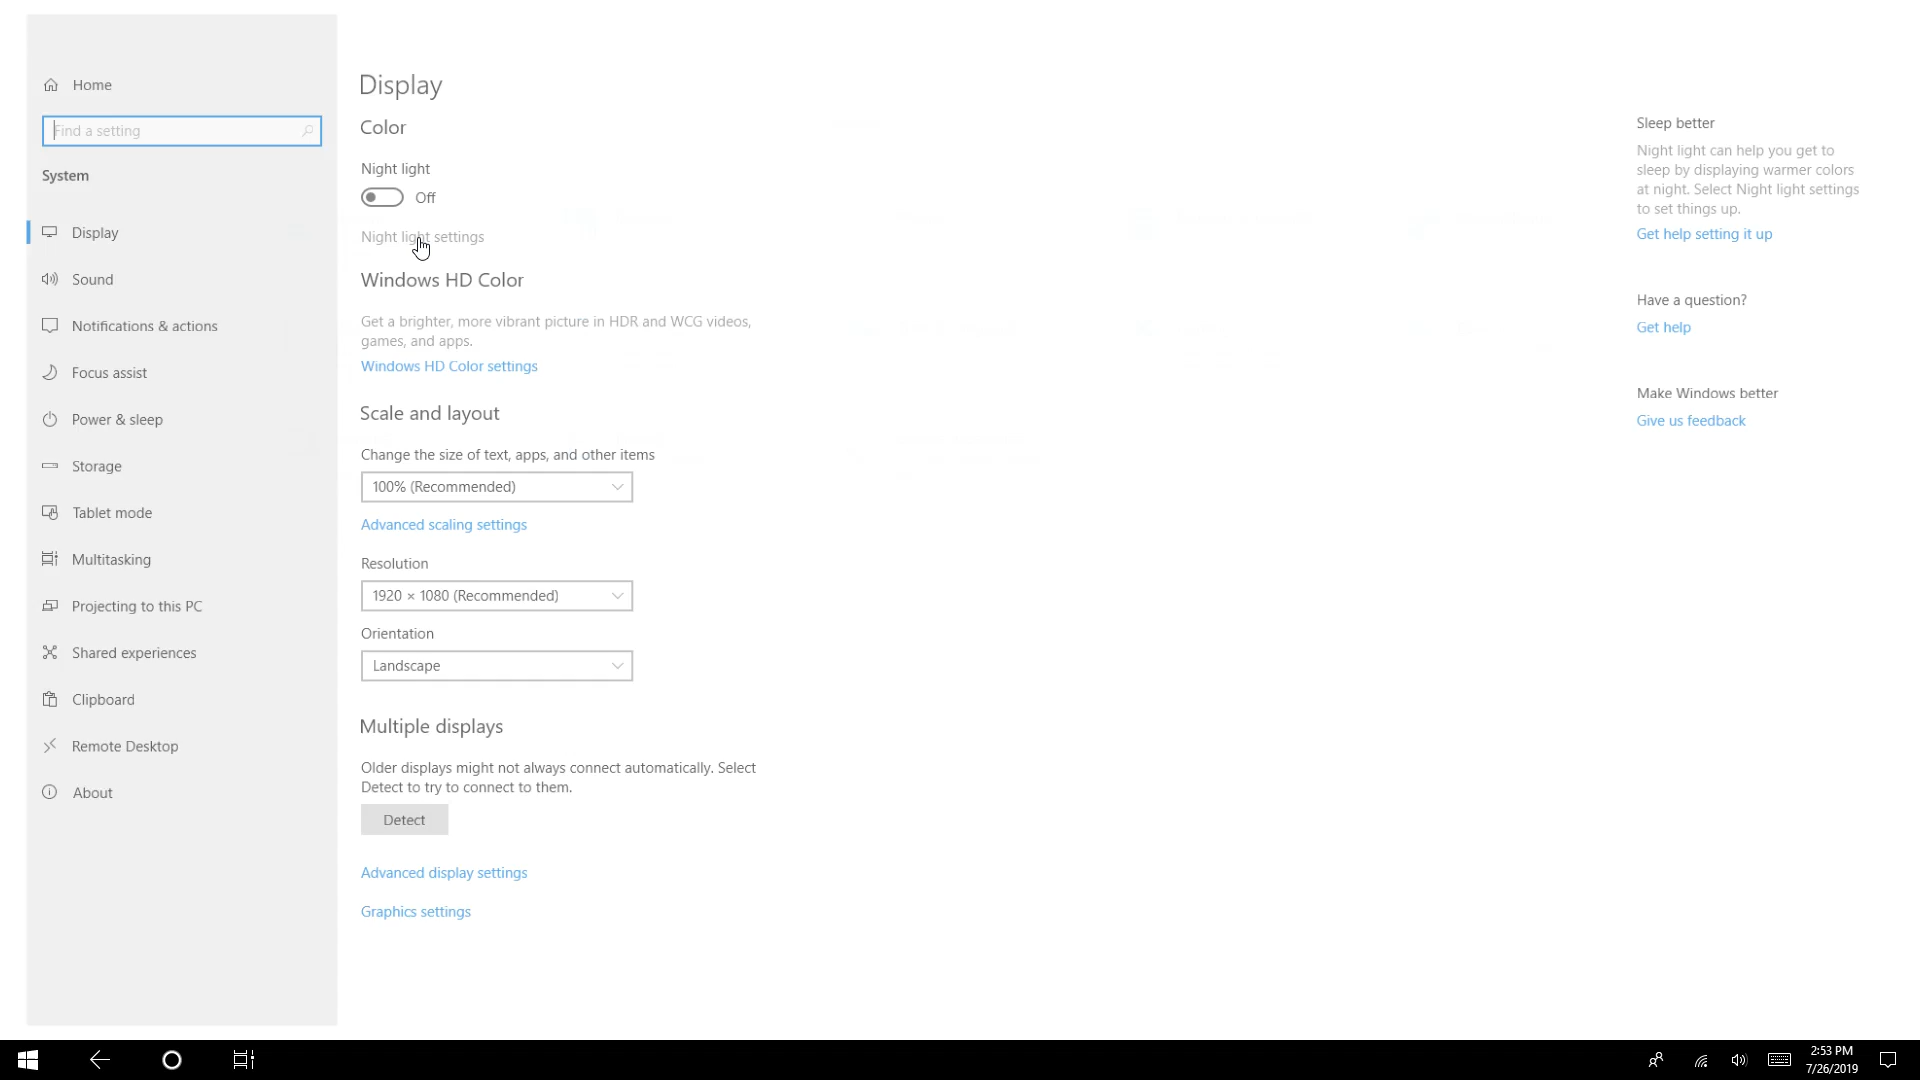 Home
Find a setting
System
Display
Sound
Notifications & actions
Focus assist
Power & sleep
Storage
Tablet mode
Multitasking
Projecting to this PC
Shared experiences
Clipboard
Remote Desktop
About
Display
Color
Night light
Off
Night light settings
Windows HD Color
Get a brighter, more vibrant picture in HDR and WCG videos,
games, and apps.
Windows HD Color settings
Scale and layout
Change the size of text, apps, and other items
100% (Recommended)
Advanced scaling settings
Resolution
1920 × 1080 (Recommended)
Orientation
Landscape
Multiple displays
Older displays might not always connect automatically. Select
Detect to try to connect to them.
Detect
Advanced display settings
Graphics settings
Sleep better
Night light can help you get to
sleep by displaying warmer colors
at night. Select Night light settings
to set things up.
Get help setting it up
Have a question?
Get help
Make Windows better
Give us feedback
2:53 PM
7/26/2019